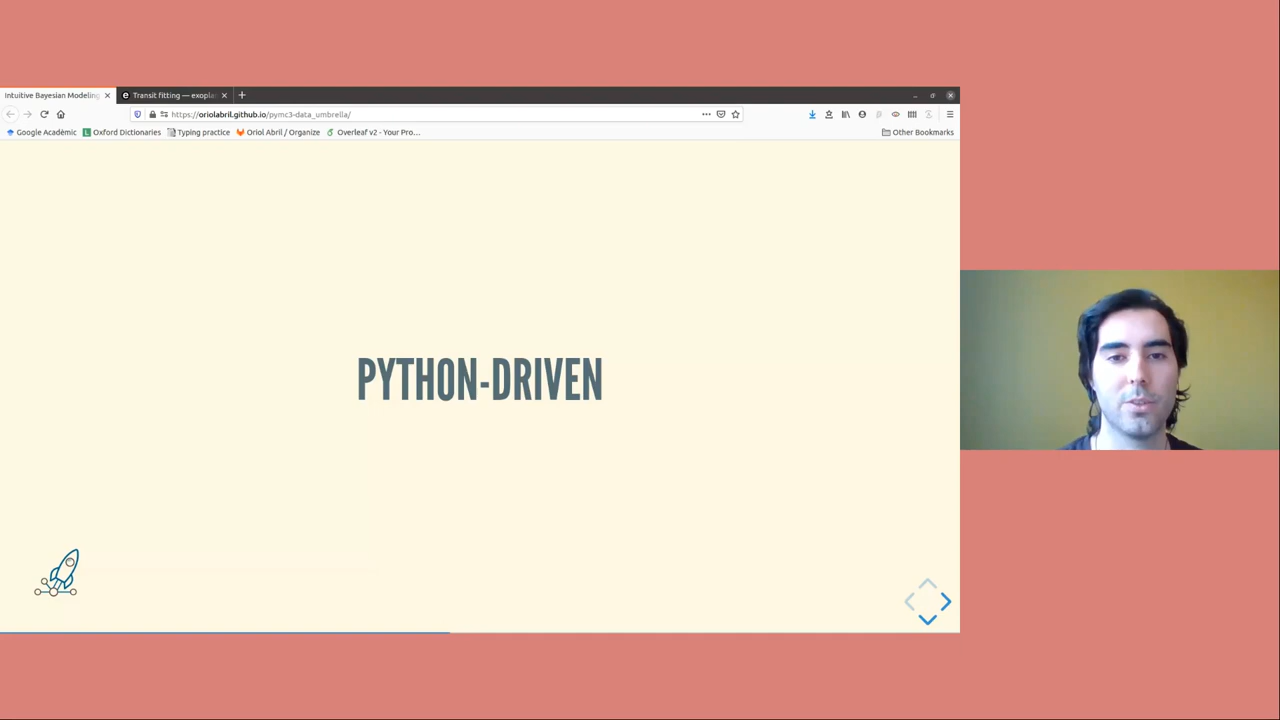 Intuitive Bayesian Modeling
Transit fitting — exopla
https://oriolabril.github.io/pymc3-data_umbrella/
Google Acadèmic
Oxford Dictionaries
Typing practice
Oriol Abril / Organize
Overleaf v2 - Your Pro…
Other Bookmarks
PYTHON-DRIVEN